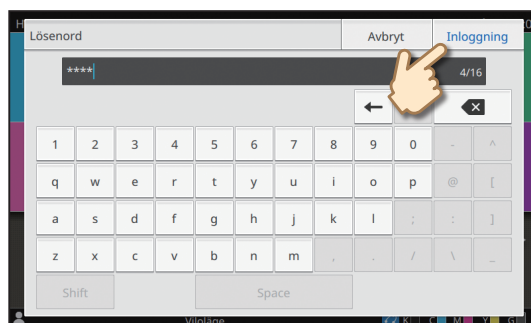 Lösenord Avbryt Inloggning
**** 4/16
← ⌫
1 2 3 4 5 6 7 8 9 0 - ^
q w e r t y u i o p @ [
a s d f g h j k l ; : ]
z x c v b n m , . / \ _
Shift Space
Viloläge K C M Y